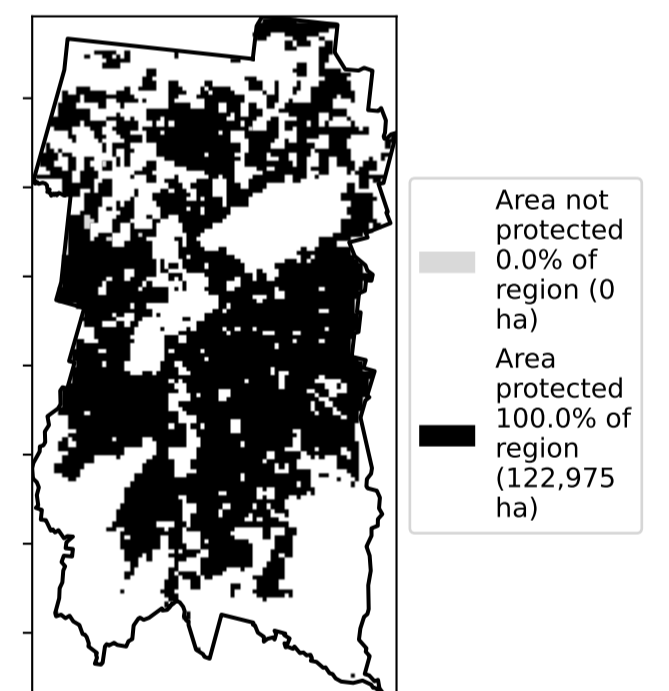 Area not
protected
0.0% of
region (0
ha)
Area
protected
100.0% of
region
(122,975
ha)